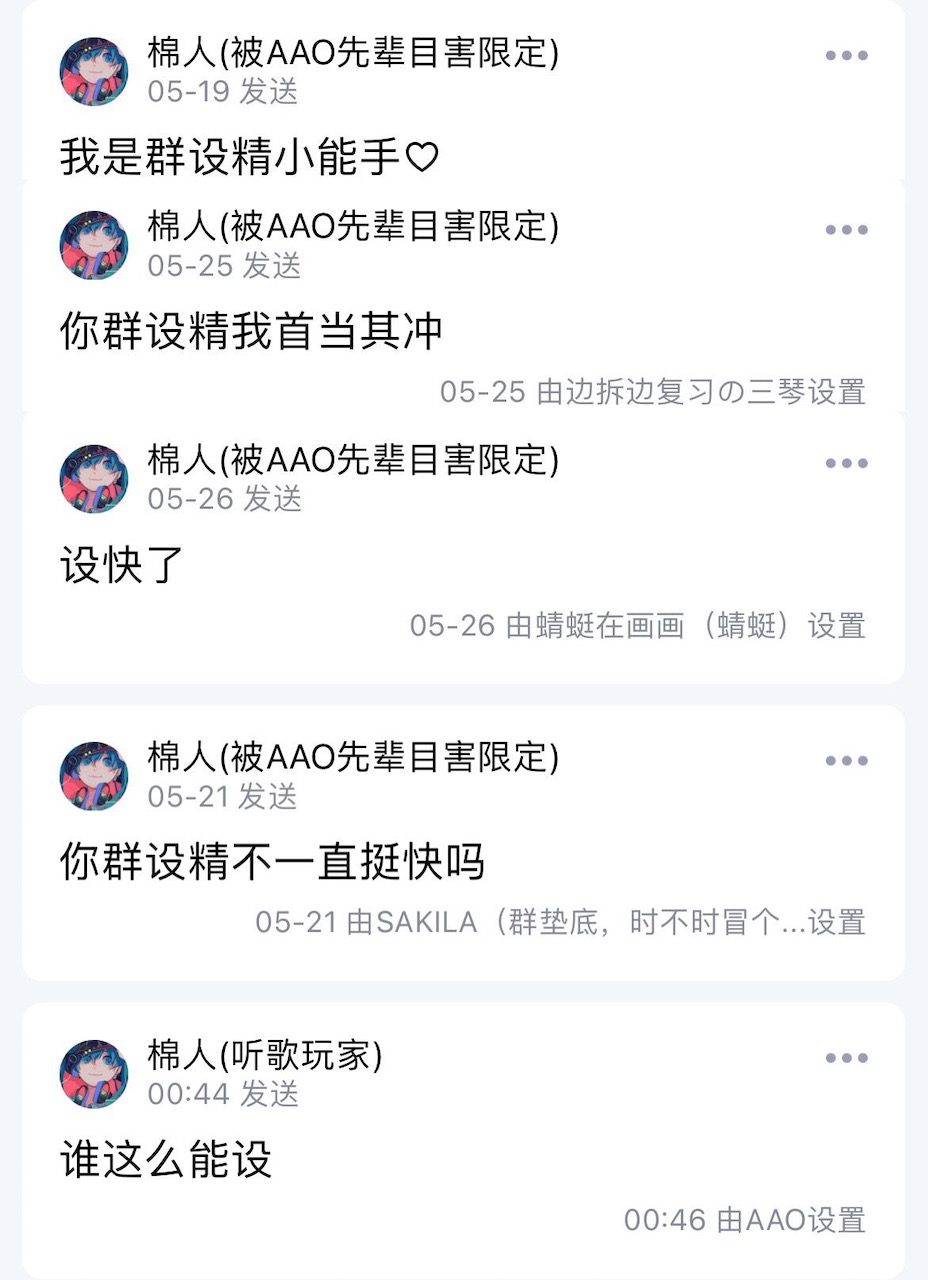 棉人(被AAO先辈目害限定)
05-19 发送
我是群设精小能手♡
棉人(被AAO先辈目害限定)
05-25 发送
你群设精我首当其冲
05-25 由边拆边复习の三琴设置
棉人(被AAO先辈目害限定)
05-26 发送
设快了
05-26 由蜻蜓在画画（蜻蜓）设置
棉人(被AAO先辈目害限定)
05-21 发送
你群设精不一直挺快吗
05-21 由SAKILA（群垫底，时不时冒个...设置
棉人(听歌玩家)
00:44 发送
谁这么能设
00:46 由AAO设置